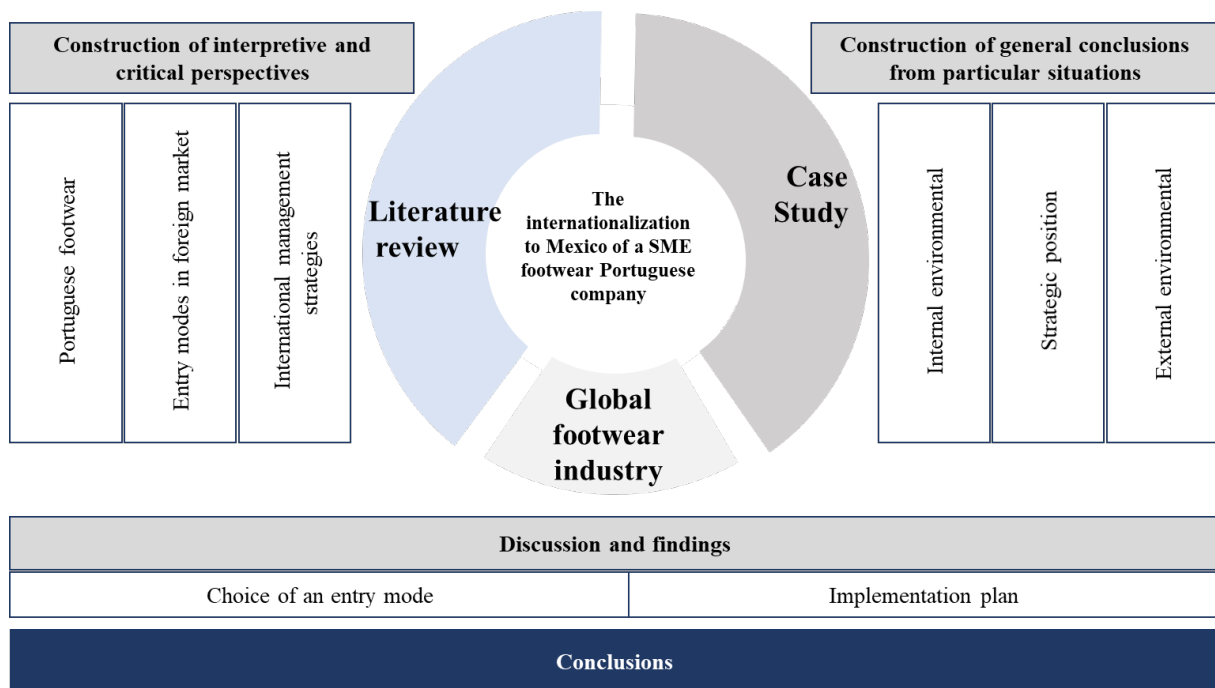 Construction of interpretive and
critical perspectives
Portuguese footwear
Entry modes in foreign market
International management
strategies
Literature
review
The
internationalization
to Mexico of a SME
footwear Portuguese
company
Case
Study
Global
footwear
industry
Construction of general conclusions
from particular situations
Internal environmental
Strategic position
External environmental
Discussion and findings
Choice of an entry mode
Implementation plan
Conclusions